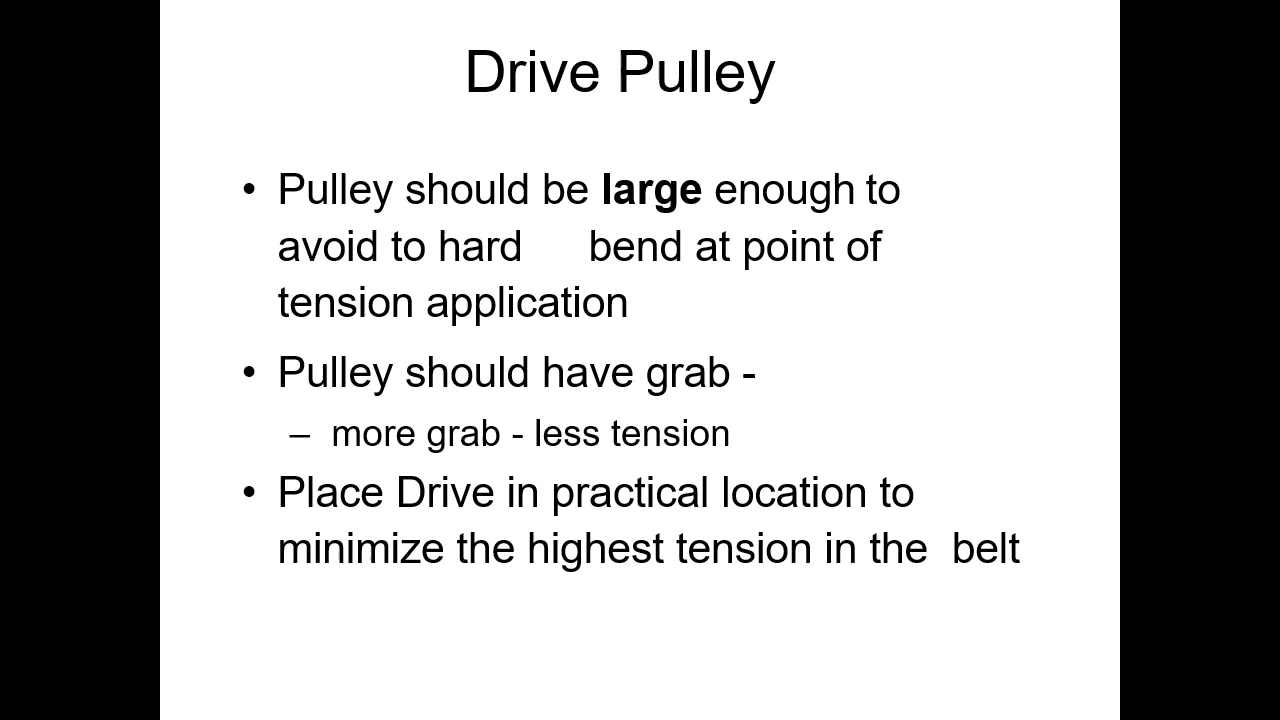 Drive Pulley
• Pulley should be large enough to
avoid to hard bend at point of
tension application
• Pulley should have grab -
– more grab - less tension
• Place Drive in practical location to
minimize the highest tension in the belt